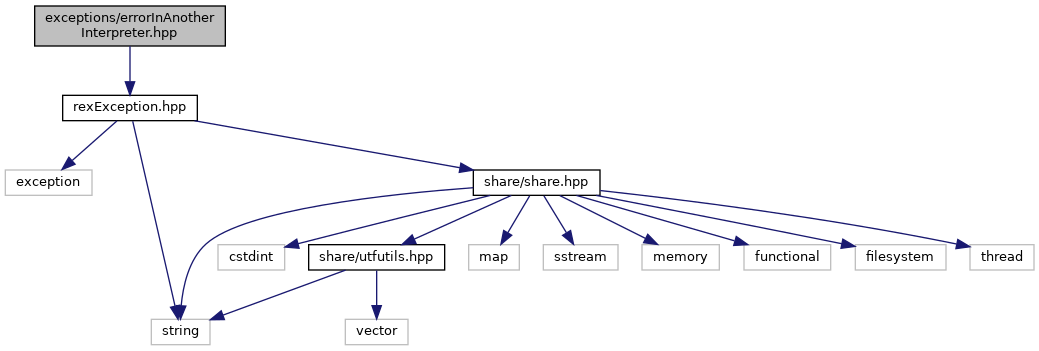 exceptions/errorInAnother
Interpreter.hpp
rexException.hpp
exception
share/share.hpp
cstdint
share/utfutils.hpp
map
sstream
memory
functional
filesystem
thread
string
vector